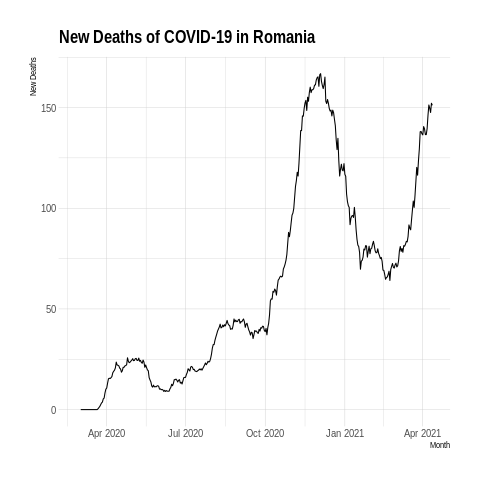 New Deaths of COVID-19 in Romania
New Deaths
150
100
50
0
Apr 2020 Jul 2020 Oct 2020 Jan 2021 Apr 2021
Month